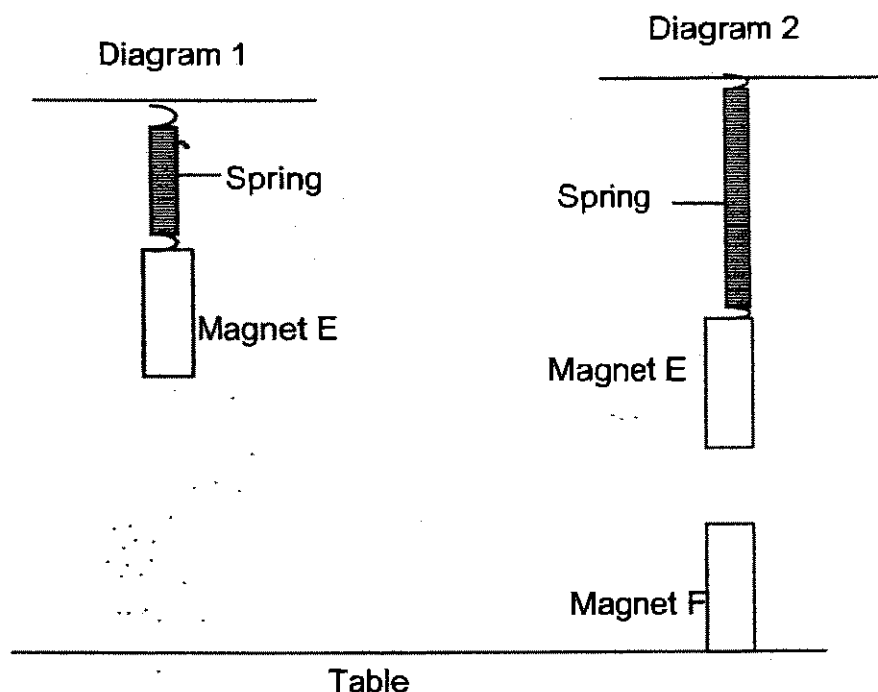 Diagram 1
Spring
Magnet E
Diagram 2
Spring
Magnet E
Magnet F
Table